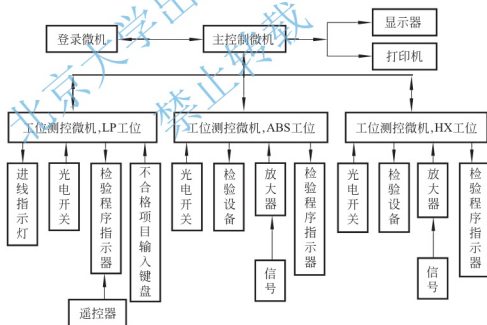 登录微机
主控制微机
显示器
打印机
工位测控微机,LP工位
工位测控微机,ABS工位
工位测控微机,HX工位
进线指示灯
光电开关
检验程序指示器
不合格项目输入键盘
光电开关
检验设备
放大器
检验程序指示器
光电开关
检验设备
放大器
检验程序指示器
信号
信号
遥控器
北京大学出
禁止转载